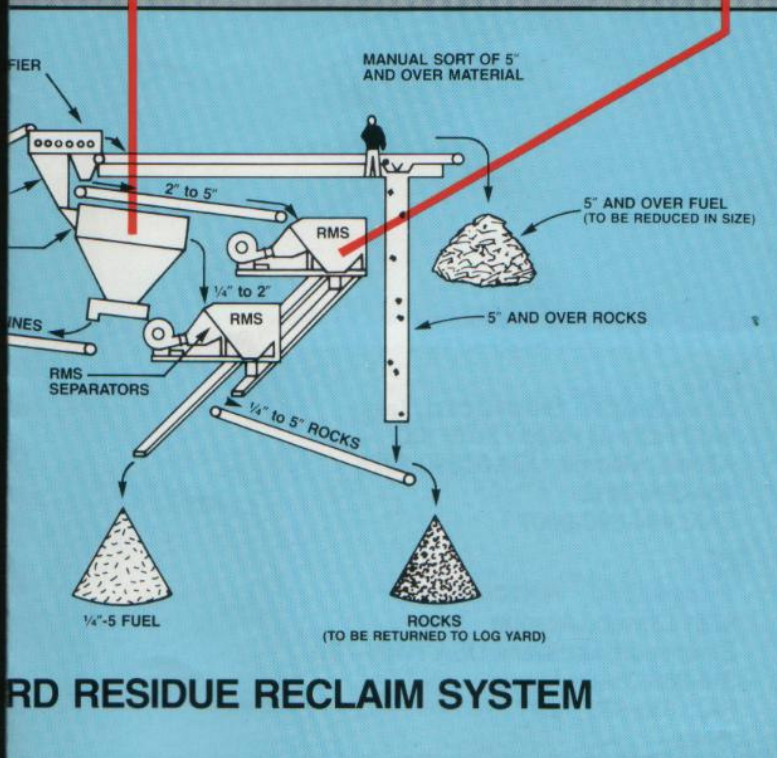 FIER
MANUAL SORT OF 5"
AND OVER MATERIAL
2" to 5"
RMS
5" AND OVER FUEL
(TO BE REDUCED IN SIZE)
¼" to 2"
RMS
5" AND OVER ROCKS
INES
RMS
SEPARATORS
¼" to 5" ROCKS
¼"-5 FUEL
ROCKS
(TO BE RETURNED TO LOG YARD)
RD RESIDUE RECLAIM SYSTEM